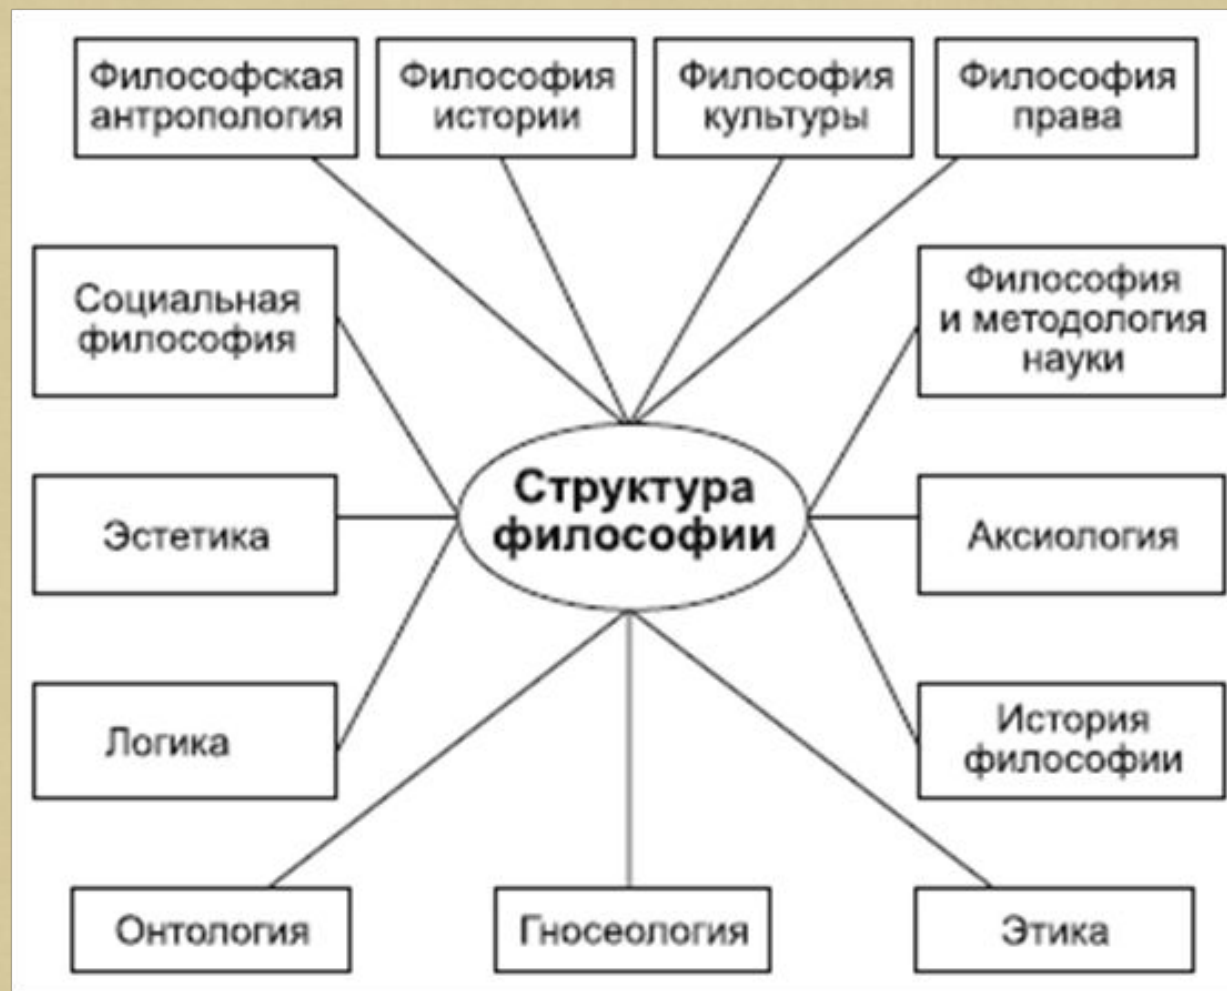 Философская
антропология
Философия
истории
Философия
культуры
Философия
права
Социальная
философия
Философия
и методология
науки
Структура
философии
Эстетика
Аксиология
Логика
История
философии
Онтология
Гносеология
Этика